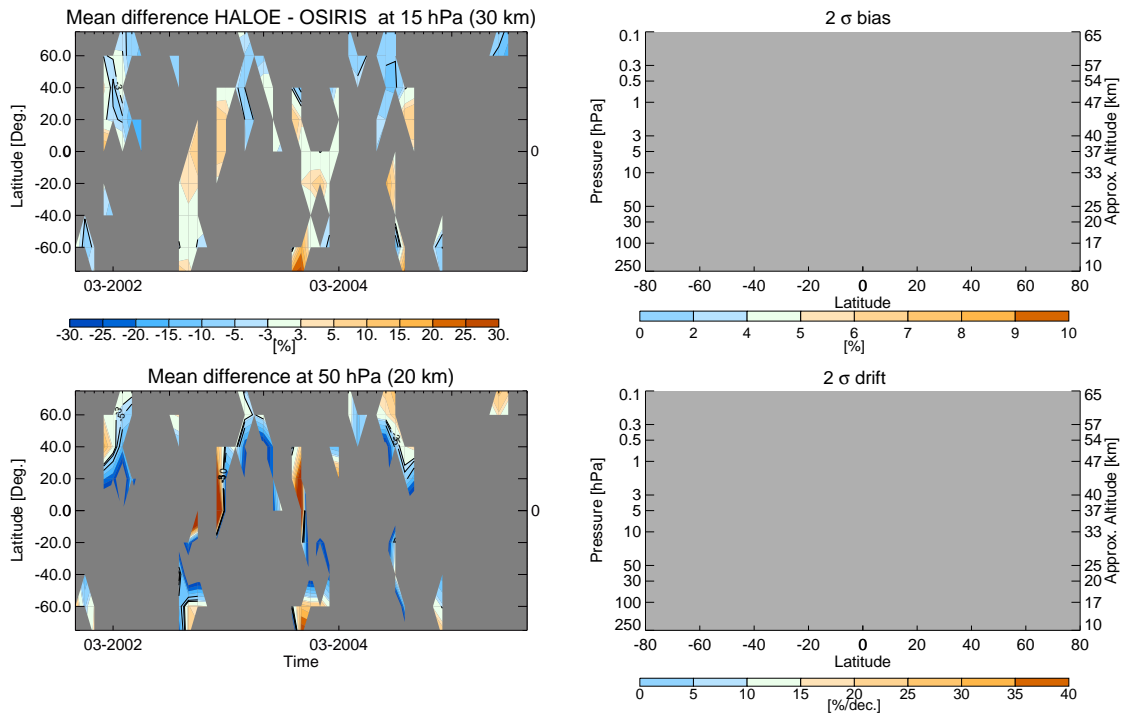 Mean difference HALOE - OSIRIS at 15 hPa (30 km)
Latitude [Deg.]
60.0
40.0
20.0
0.0
0
-20.0
-40.0
-60.0
03-2002 03-2004
-30. -25. -20. -15. -10. -5. -3. 3. 5. 10. 15. 20. 25. 30.
[%]
2 σ bias
Pressure [hPa]
0.1 65
0.3 57
0.5 54
1 47
3 40
5 37
10 33
50 22
30 20
100 17
250 10
Approx. Altitude [km]
-80 -60 -40 -20 0 20 40 60 80
Latitude
0 2 4 5 6 7 8 9 10
[%]
Mean difference at 50 hPa (20 km)
Latitude [Deg.]
60.0
40.0
20.0
0.0
0
-20.0
-40.0
-60.0
03-2002 03-2004
Time
2 σ drift
Pressure [hPa]
0.1 65
0.3 57
0.5 54
1 47
3 40
5 37
10 33
50 22
30 20
100 17
250 10
Approx. Altitude [km]
-80 -60 -40 -20 0 20 40 60 80
Latitude
0 5 10 15 20 25 30 35 40
[%/dec.]